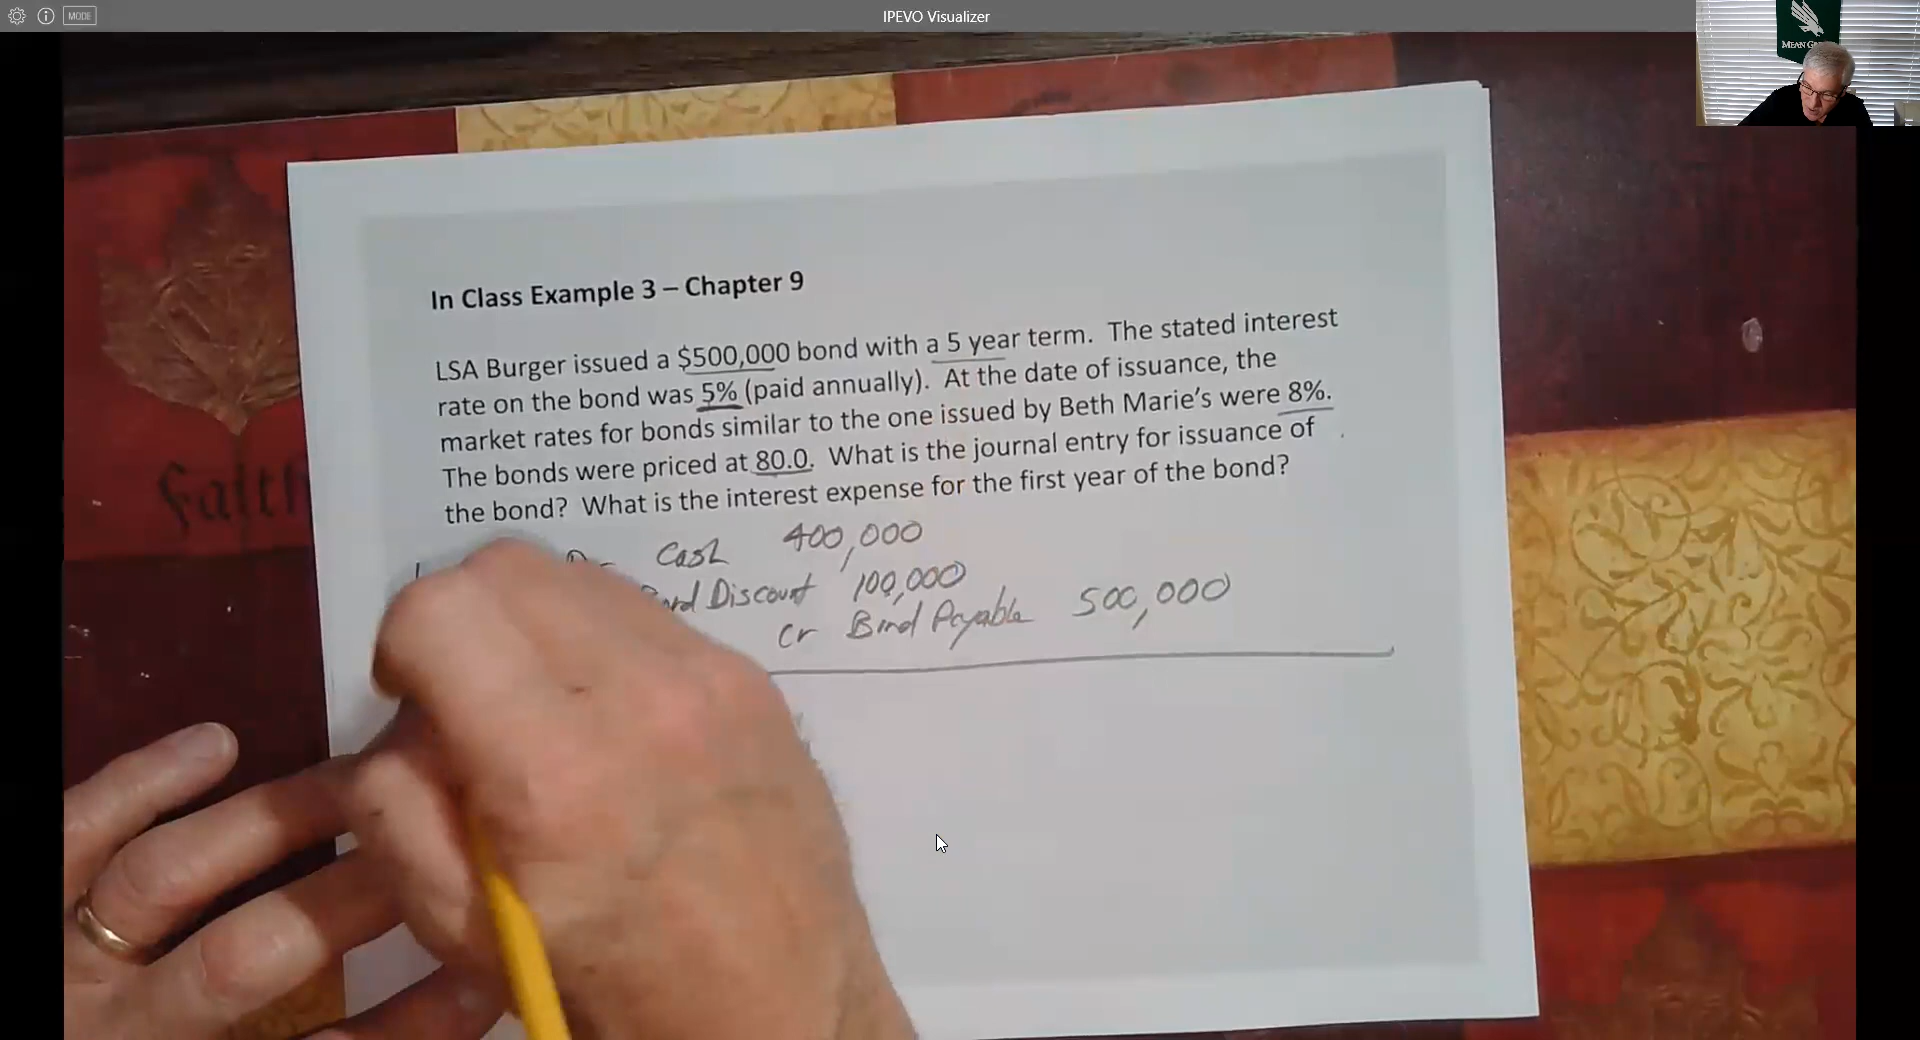 MODE
IPEVO Visualizer
MEAN
In Class Example 3 – Chapter 9
LSA Burger issued a $500,000 bond with a 5 year term. The stated interest
rate on the bond was 5% (paid annually). At the date of issuance, the
market rates for bonds similar to the one issued by Beth Marie's were 8%.
The bonds were priced at 80.0. What is the journal entry for issuance of
the bond? What is the interest expense for the first year of the bond?
Cash 400,000
Discount 100,000
Cr Bond Payable 500,000
Faith